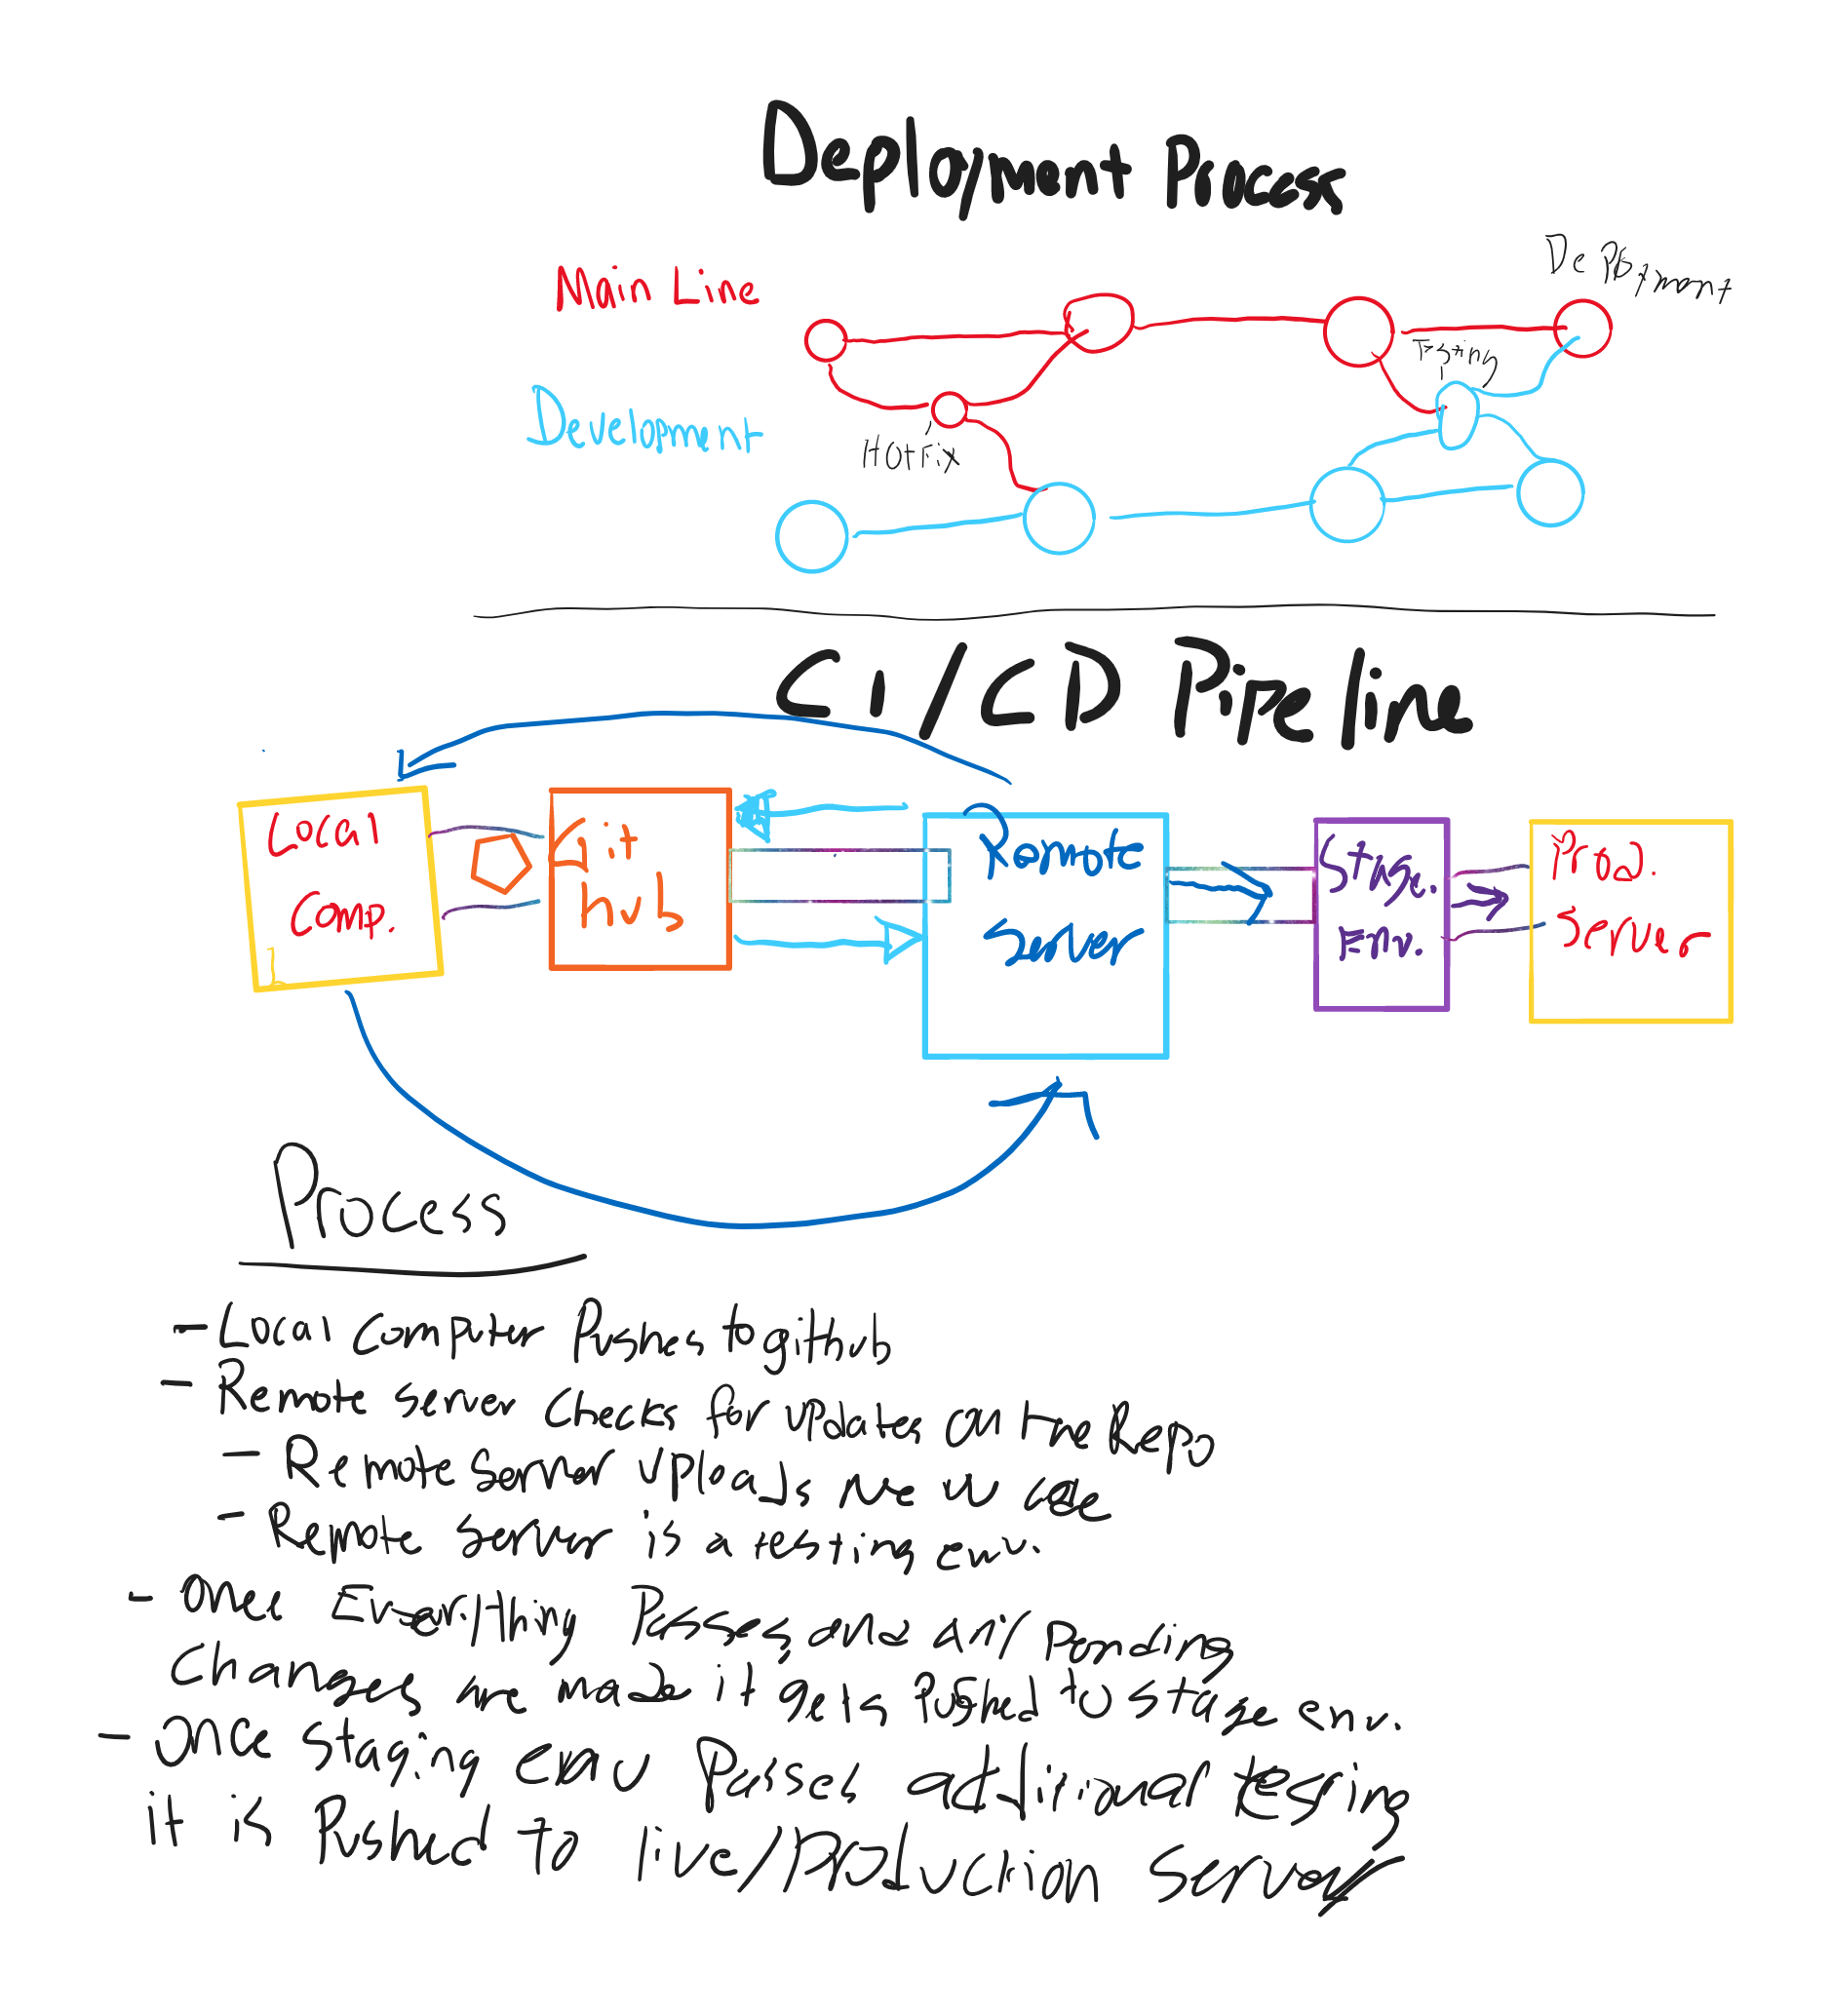 Deployment Process
Main Line
Deployment
Testing
Development
Hotfix
CI/CD Pipeline
Local
Comp.
Git
hub
Remote
Server
Stage.
Env.
Prod.
Server
Process
- Local Computer Pushes to github
- Remote server checks for updates on the Repo
- Remote Server uploads new code
- Remote Server is a testing env.
- Once Everything Passes and any Pending
Changes are made it gets Pushed to stage env.
- Once staging env Passes additional testing
it is Pushed to live/Production Server